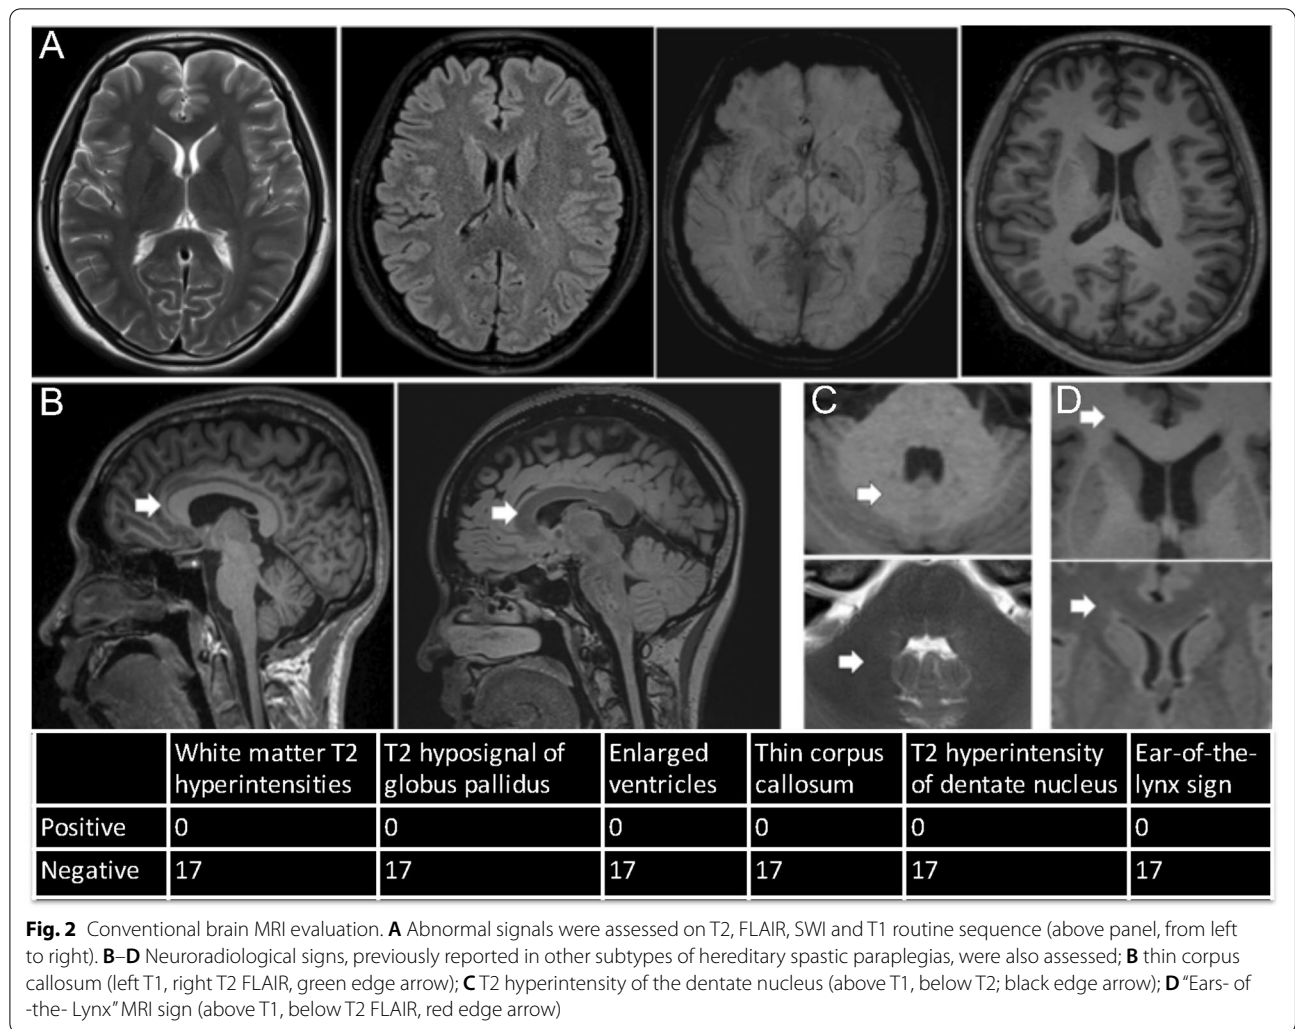 A
B
C
D
White matter T2 hyperintensities | T2 hyposignal of globus pallidus | Enlarged ventricles | Thin corpus callosum | T2 hyperintensity of dentate nucleus | Ear-of-the-lynx sign
Positive | 0 | 0 | 0 | 0 | 0 | 0
Negative | 17 | 17 | 17 | 17 | 17 | 17
Fig. 2 Conventional brain MRI evaluation. A Abnormal signals were assessed on T2, FLAIR, SWI and T1 routine sequence (above panel, from left
to right). B–D Neuroradiological signs, previously reported in other subtypes of hereditary spastic paraplegias, were also assessed; B thin corpus
callosum (left T1, right T2 FLAIR, green edge arrow); C T2 hyperintensity of the dentate nucleus (above T1, below T2; black edge arrow); D “Ears- of
-the- Lynx” MRI sign (above T1, below T2 FLAIR, red edge arrow)